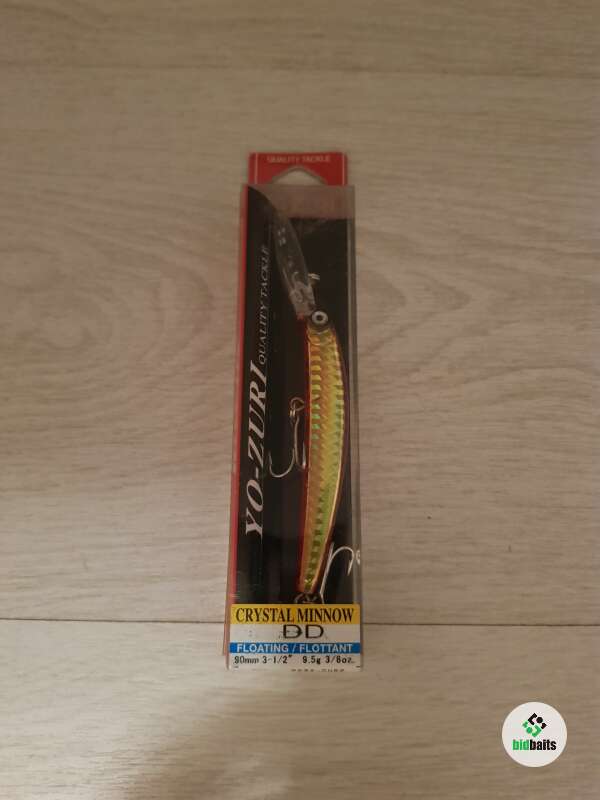 QUALITY TACKLE
YO-ZURI
QUALITY TACKLE
CRYSTAL MINNOW
DD
FLOATING / FLOTTANT
90mm 3-1/2" 9.5g 3/8oz.
bidbaits